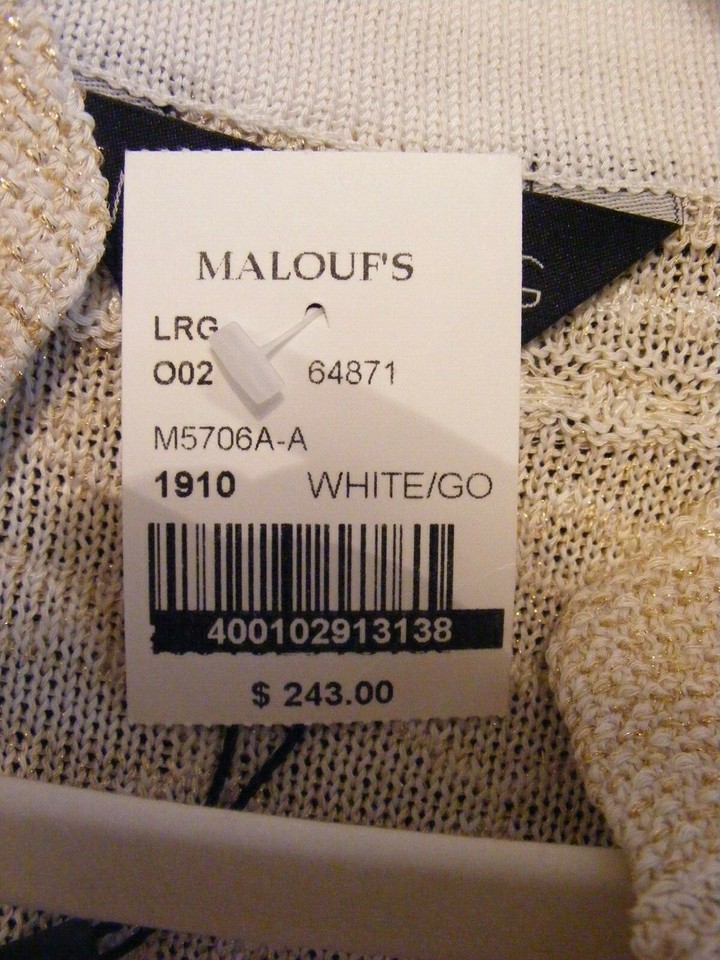 MALOUF'S
LRG
O02 64871
M5706A-A
1910 WHITE/GO
400102913138
$ 243.00